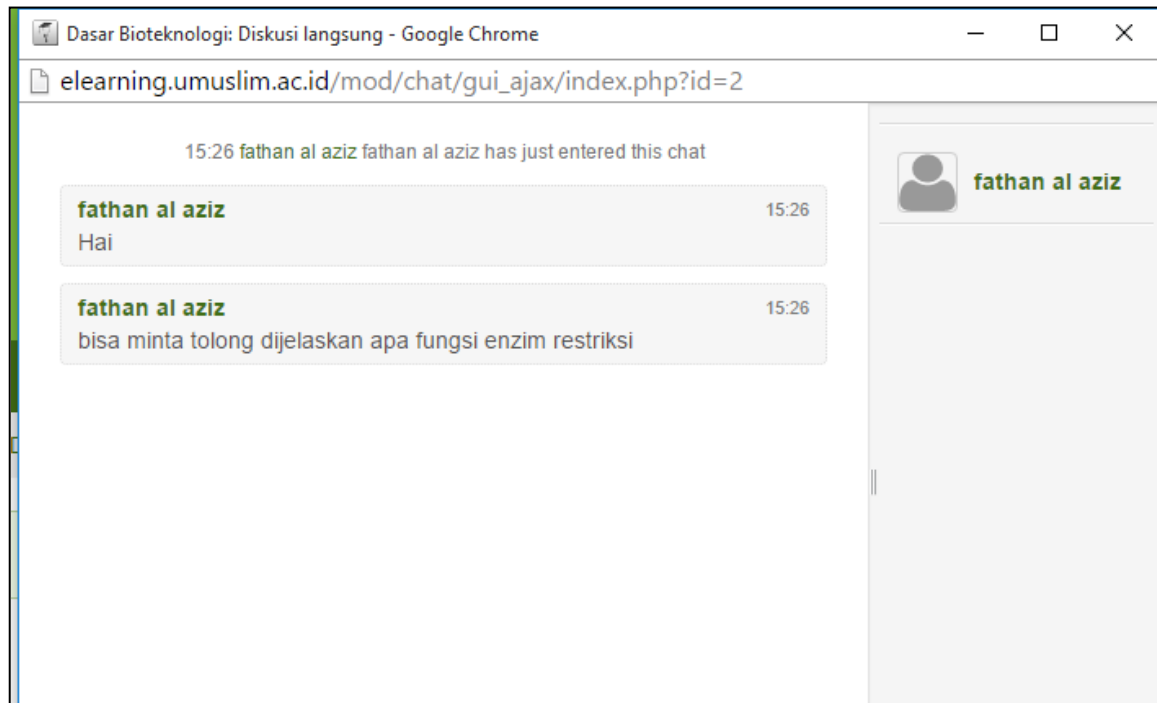 Dasar Bioteknologi: Diskusi langsung - Google Chrome
elearning.umuslim.ac.id/mod/chat/gui_ajax/index.php?id=2
15:26 fathan al aziz fathan al aziz has just entered this chat
fathan al aziz 15:26
Hai
fathan al aziz 15:26
bisa minta tolong dijelaskan apa fungsi enzim restriksi
fathan al aziz